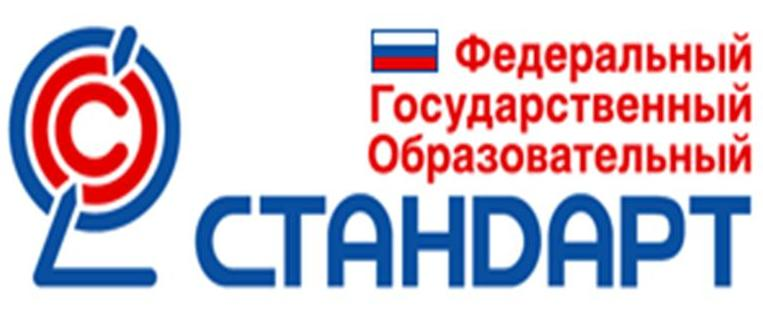 Федеральный
Государственный
Образовательный
СТАНДАРТ